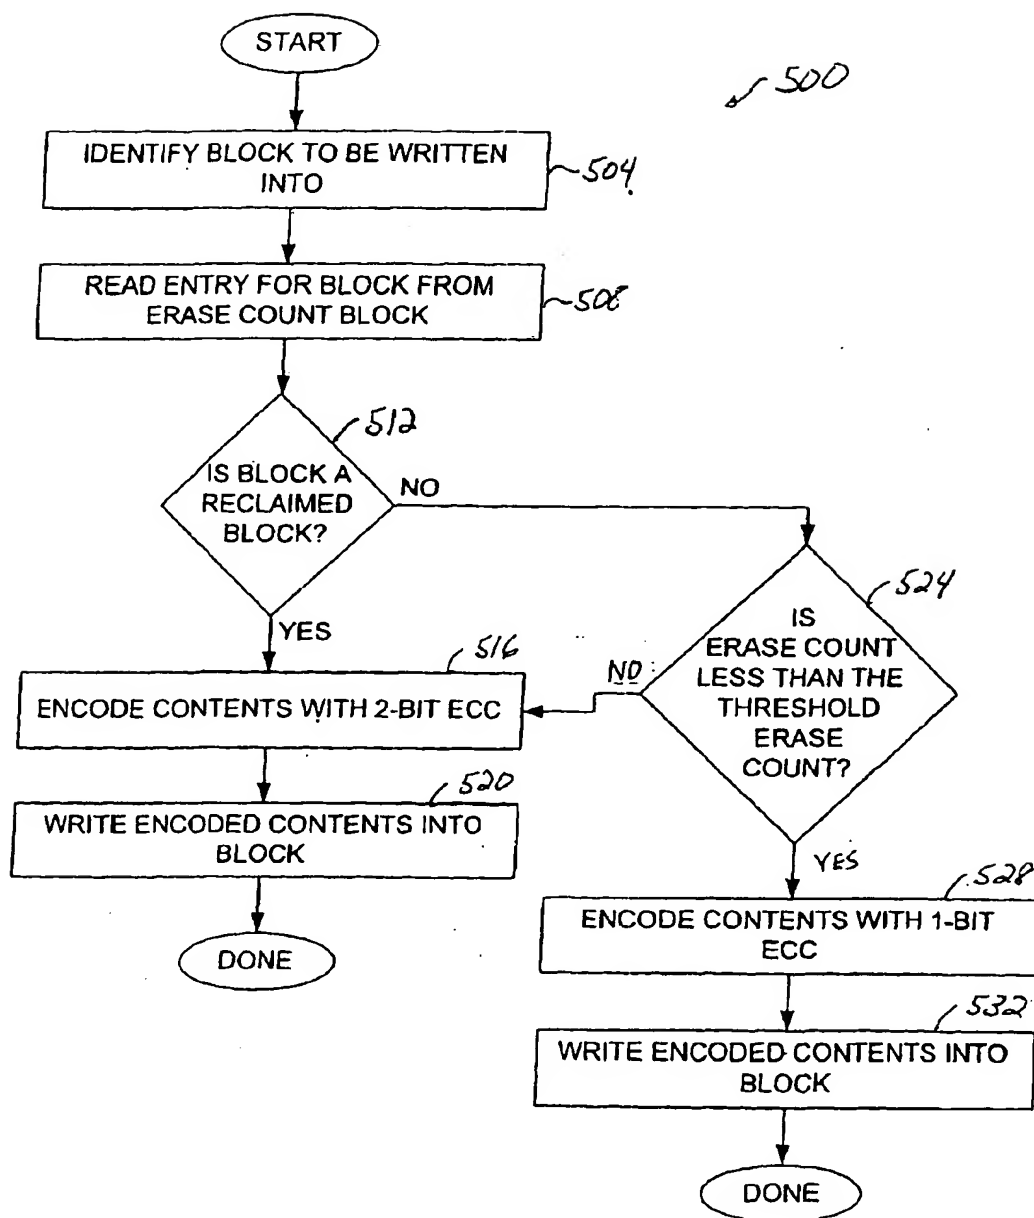 START
500
IDENTIFY BLOCK TO BE WRITTEN
INTO
504
READ ENTRY FOR BLOCK FROM
ERASE COUNT BLOCK
508
512
IS BLOCK A
RECLAIMED
BLOCK?
NO
YES
524
IS
ERASE COUNT
LESS THAN THE
THRESHOLD
ERASE
COUNT?
NO
YES
516
ENCODE CONTENTS WITH 2-BIT ECC
520
WRITE ENCODED CONTENTS INTO
BLOCK
DONE
528
ENCODE CONTENTS WITH 1-BIT
ECC
532
WRITE ENCODED CONTENTS INTO
BLOCK
DONE